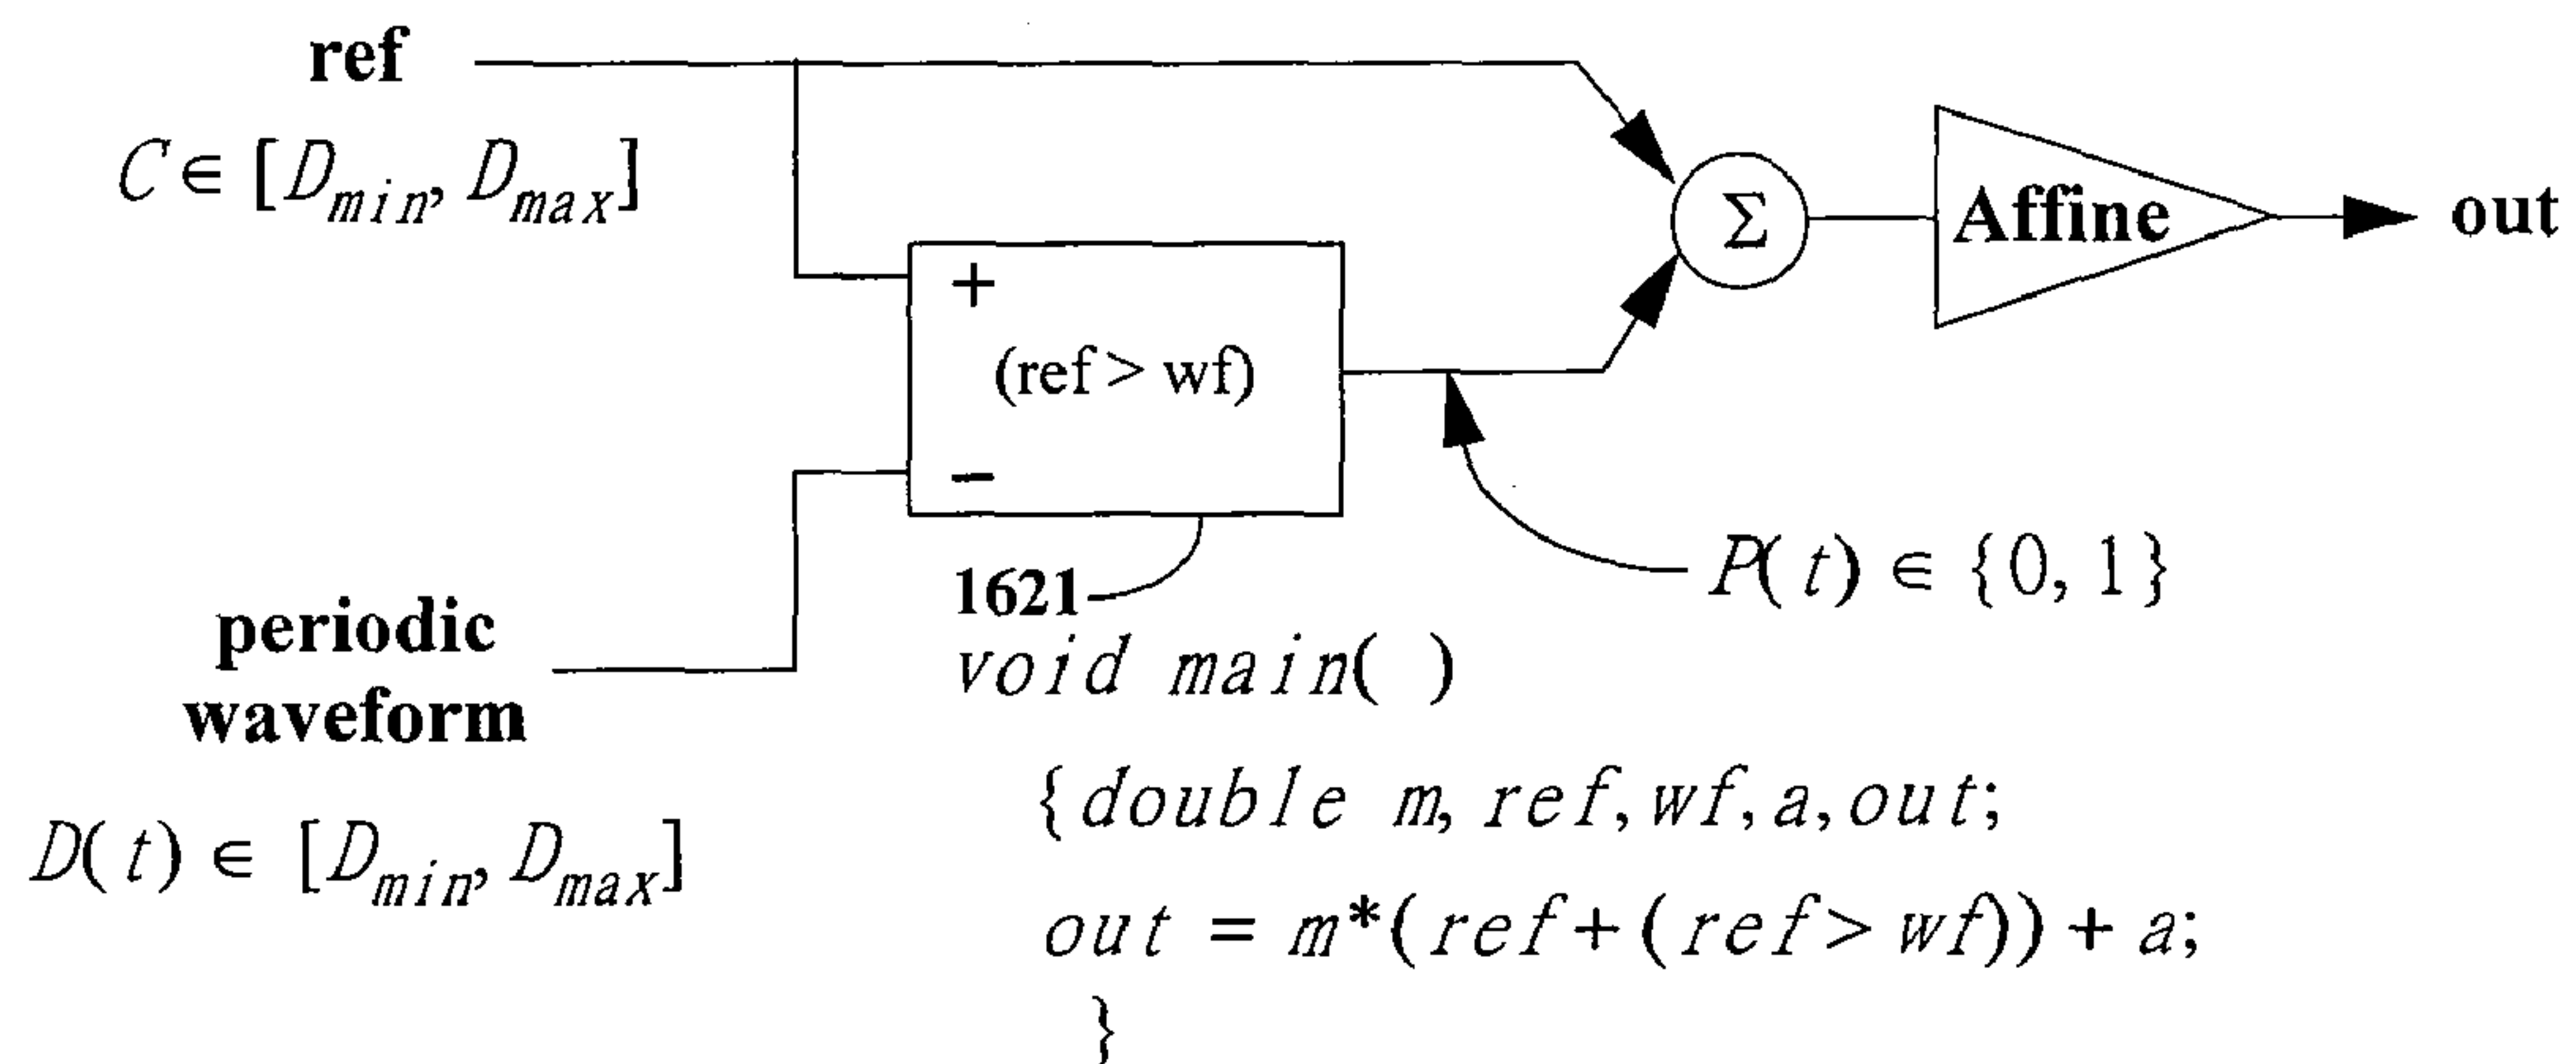 ref
C ∈ [D_min, D_max]
+
(ref > wf)
−
Σ
Affine
out
P(t) ∈ {0, 1}
1621
periodic
waveform
D(t) ∈ [D_min, D_max]
void main( )
{double m, ref, wf, a, out;
out = m*(ref+(ref> wf)) + a;
}